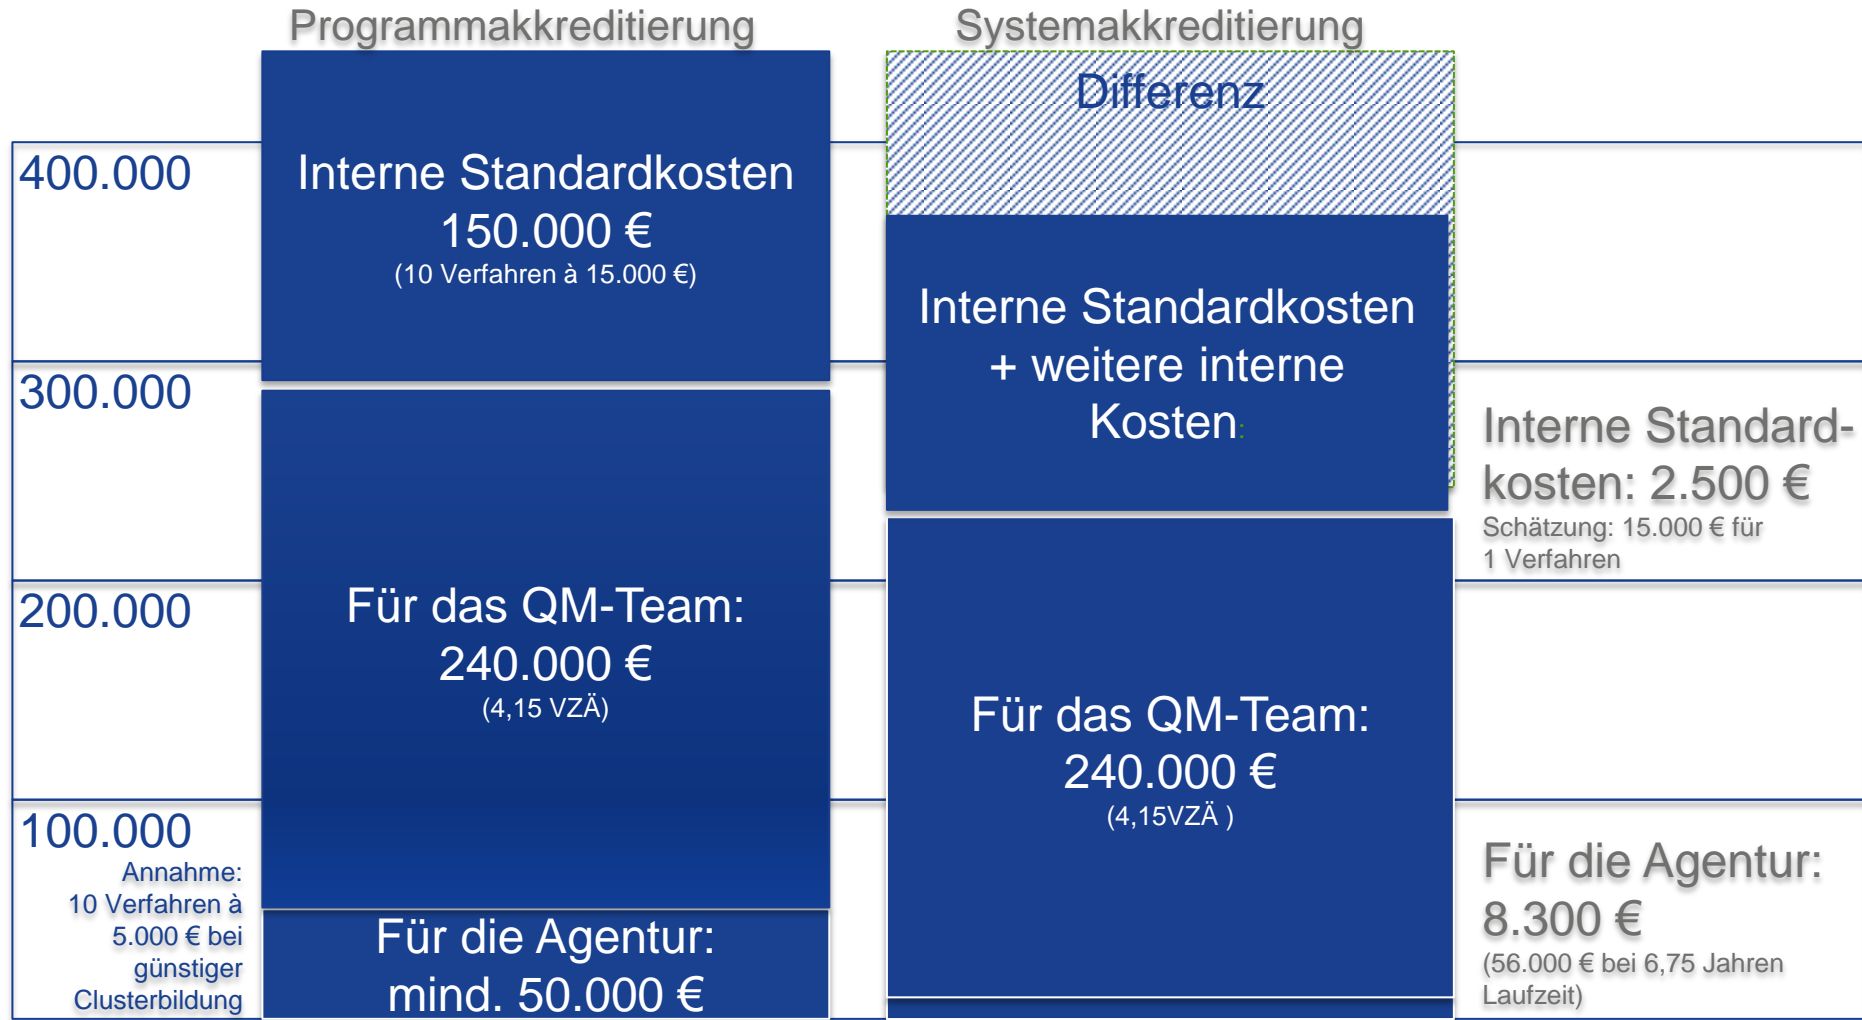 Programmakkreditierung
Systemakkreditierung
Differenz
400.000
Interne Standardkosten
150.000 €
(10 Verfahren à 15.000 €)
Interne Standardkosten
+ weitere interne
Kosten:
300.000
Interne Standard-
kosten: 2.500 €
Schätzung: 15.000 € für
1 Verfahren
200.000
Für das QM-Team:
240.000 €
(4,15 VZÄ)
Für das QM-Team:
240.000 €
(4,15VZÄ )
100.000
Annahme:
10 Verfahren à
5.000 € bei
günstiger
Clusterbildung
Für die Agentur:
mind. 50.000 €
Für die Agentur:
8.300 €
(56.000 € bei 6,75 Jahren
Laufzeit)